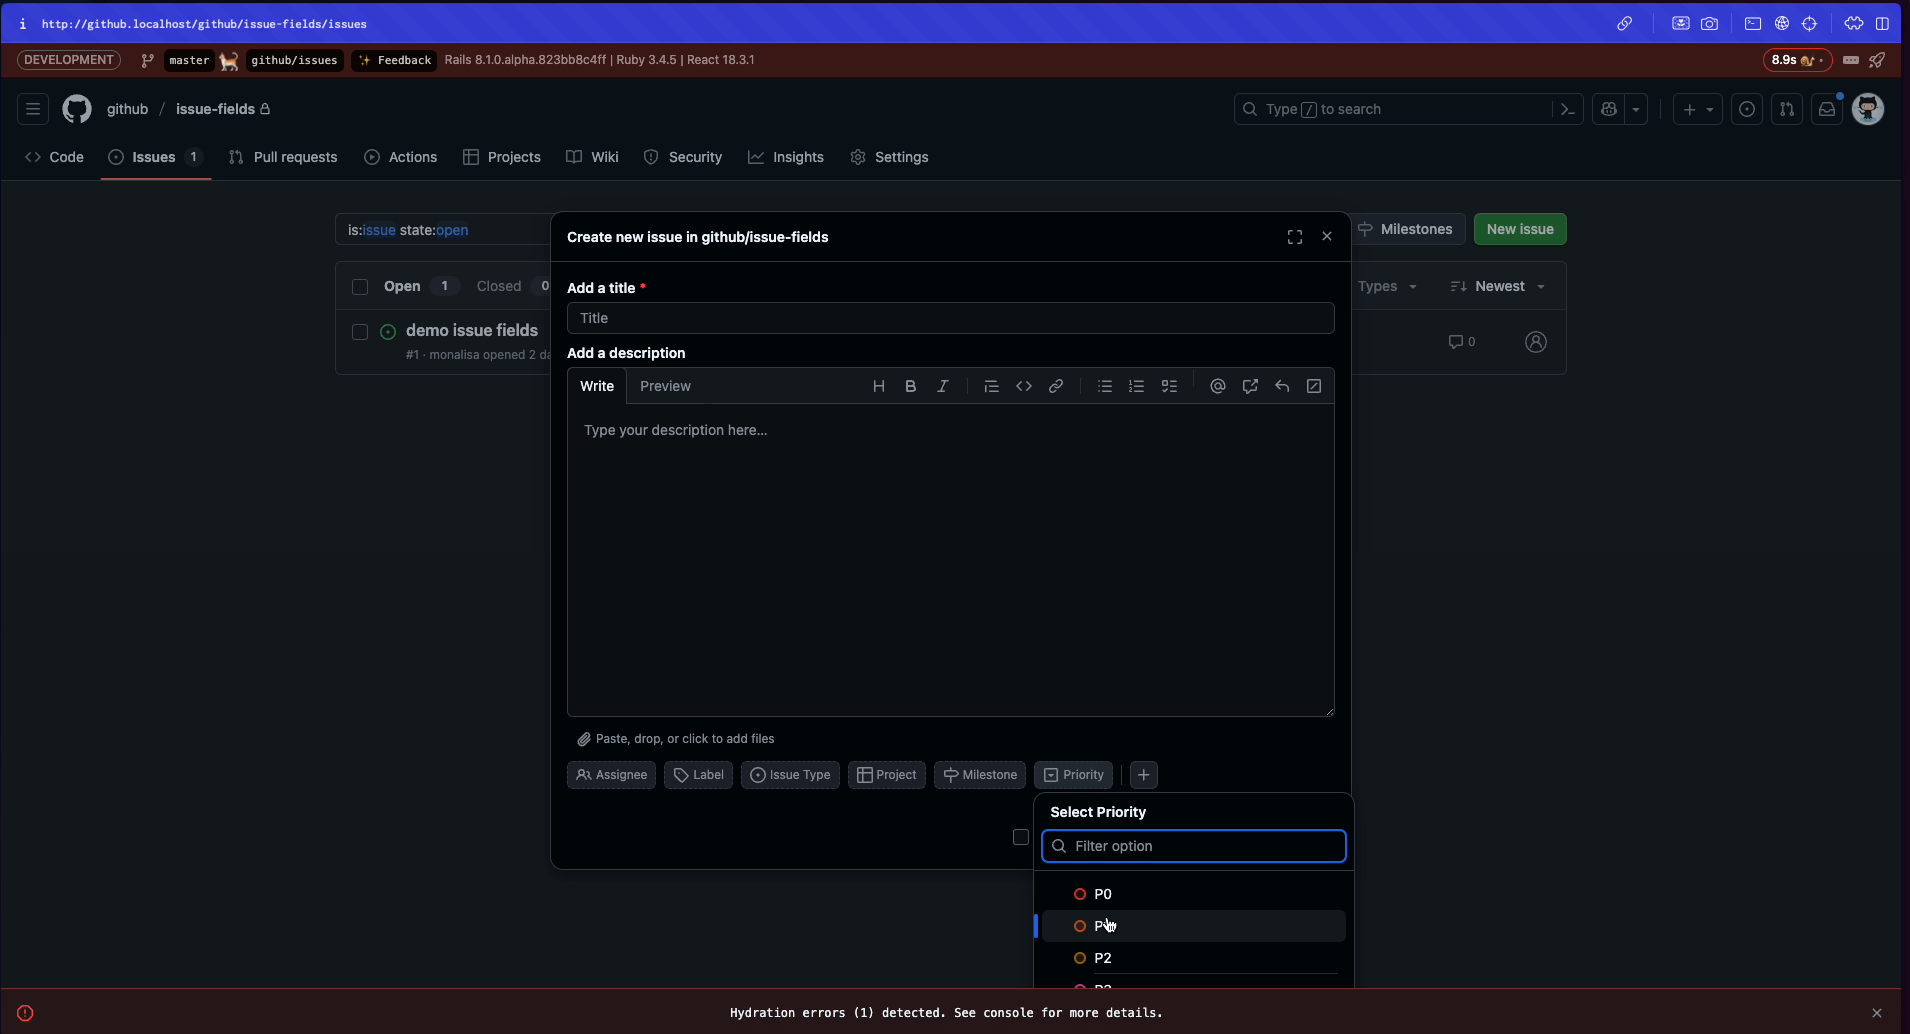 http://github.localhost/github/issue-fields/issues
DEVELOPMENT master github/issues ✨ Feedback Rails 8.1.0.alpha.823bb8c4ff | Ruby 3.4.5 | React 18.3.1 8.9s
github / issue-fields Type / to search
Code Issues 1 Pull requests Actions Projects Wiki Security Insights Settings
is:issue state:open Milestones New issue
Create new issue in github/issue-fields
Open 1 Closed 0 Types Newest
Add a title *
Title
demo issue fields
#1 · monalisa opened 2 0
Add a description
Write Preview
Type your description here...
Paste, drop, or click to add files
Assignee Label Issue Type Project Milestone Priority
Select Priority
Filter option
P0
P2
Hydration errors (1) detected. See console for more details.